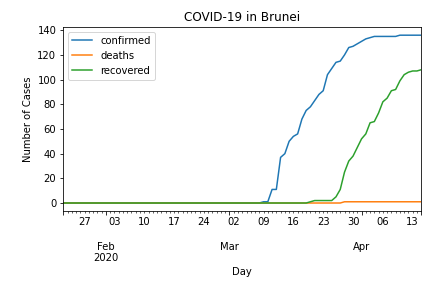 COVID-19 in Brunei
confirmed
deaths
recovered
Number of Cases
140
120
100
80
60
40
20
0
27 03 10 17 24 02 09 16 23 30 06 13
Feb Mar Apr
2020
Day